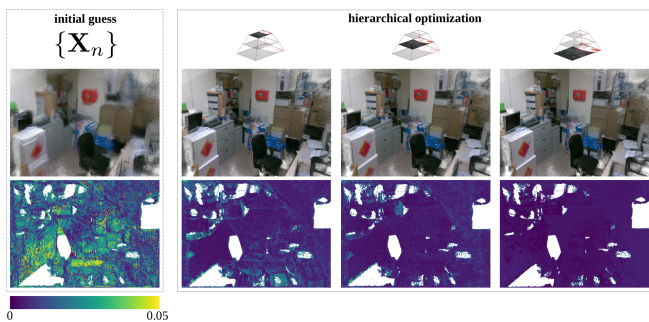 initial guess
{Xₙ}
hierarchical optimization
0
0.05